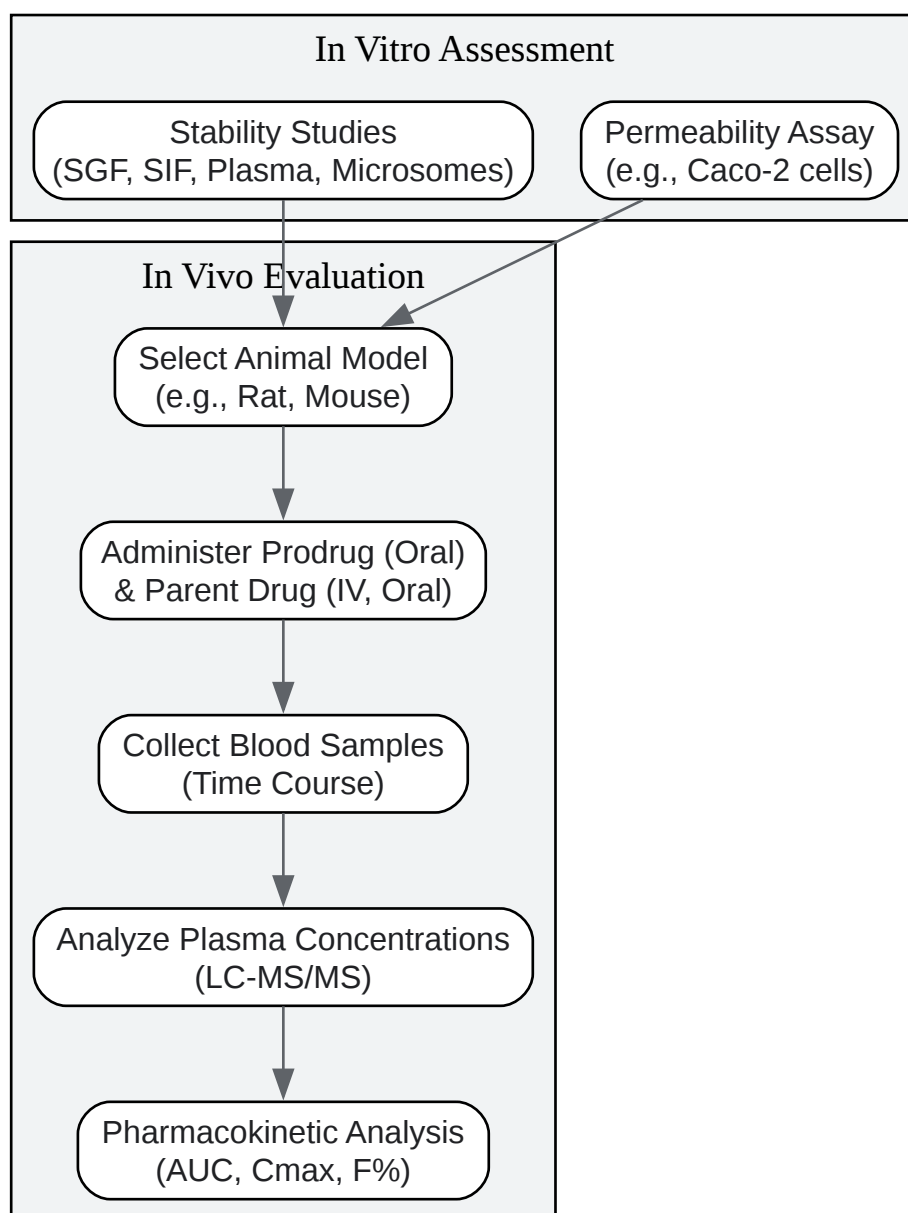 In Vitro Assessment
Stability Studies
(SGF, SIF, Plasma, Microsomes)
Permeability Assay
(e.g., Caco-2 cells)
In Vivo Evaluation
Select Animal Model
(e.g., Rat, Mouse)
Administer Prodrug (Oral)
& Parent Drug (IV, Oral)
Collect Blood Samples
(Time Course)
Analyze Plasma Concentrations
(LC-MS/MS)
Pharmacokinetic Analysis
(AUC, Cmax, F%)